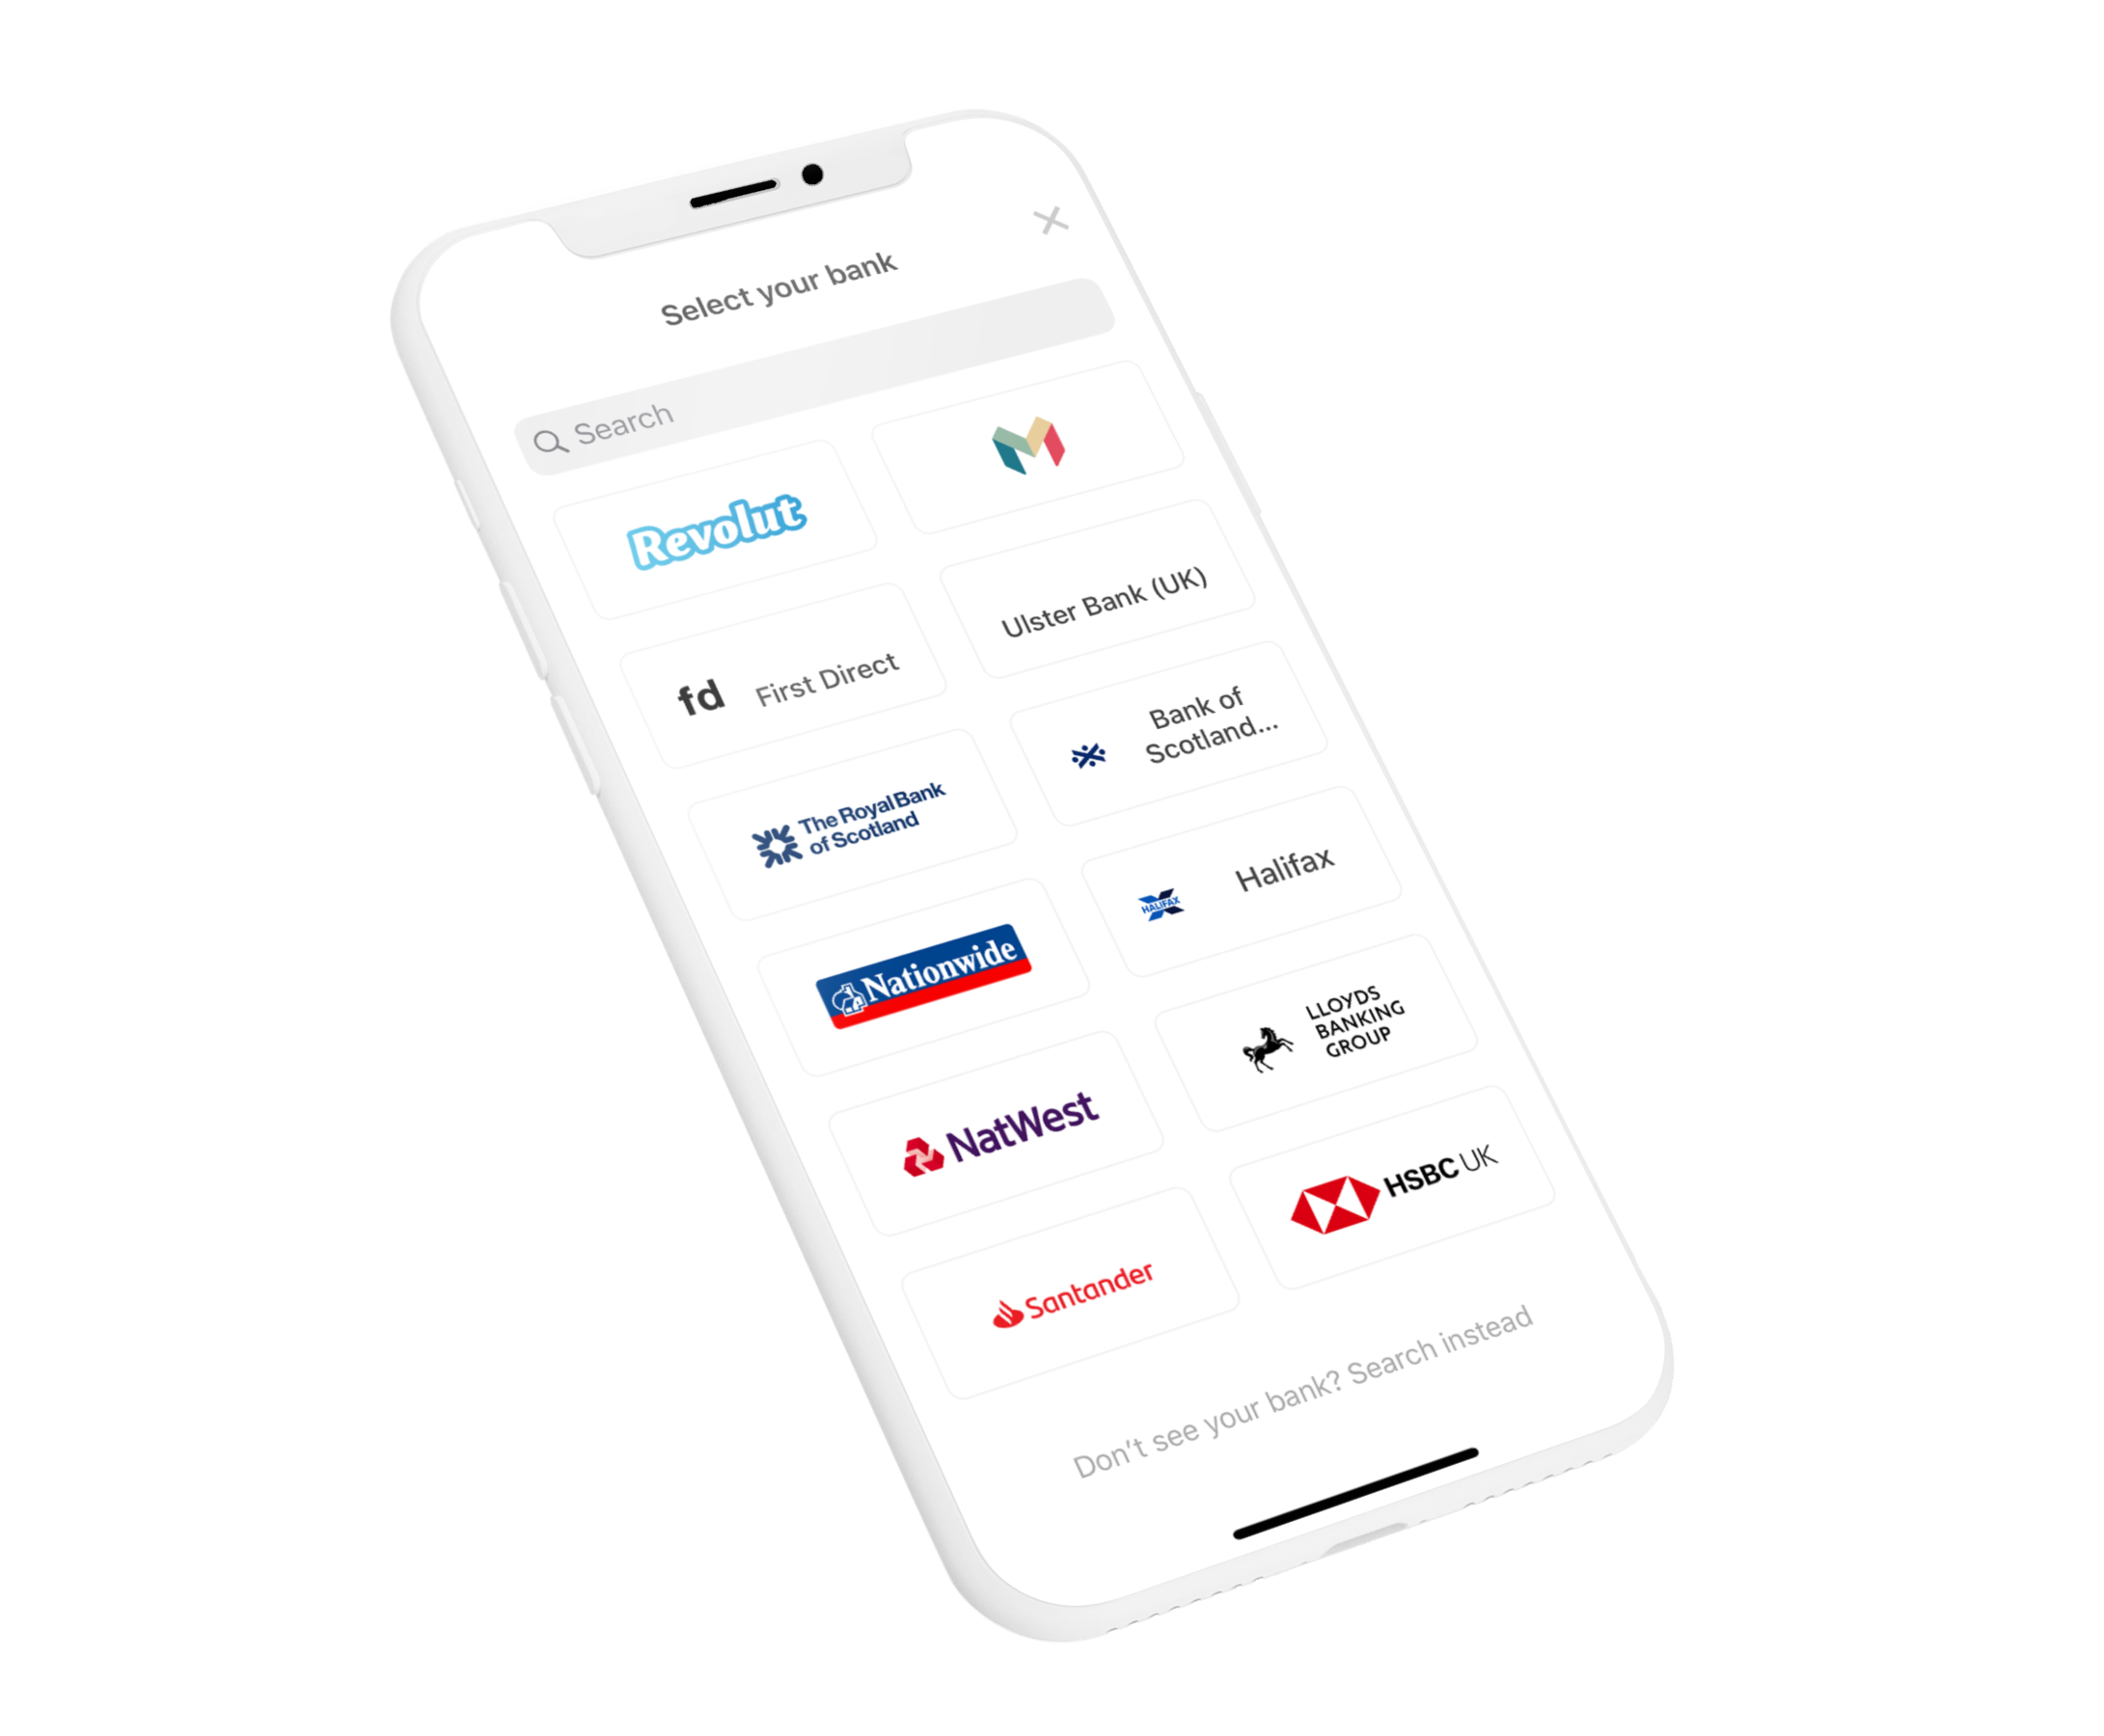 Select your bank
Search
Revolut
fd First Direct
Ulster Bank (UK)
The Royal Bank
of Scotland
Bank of
Scotland...
Nationwide
HALIFAX
Halifax
NatWest
LLOYDS
BANKING
GROUP
Santander
HSBC UK
Don't see your bank? Search instead